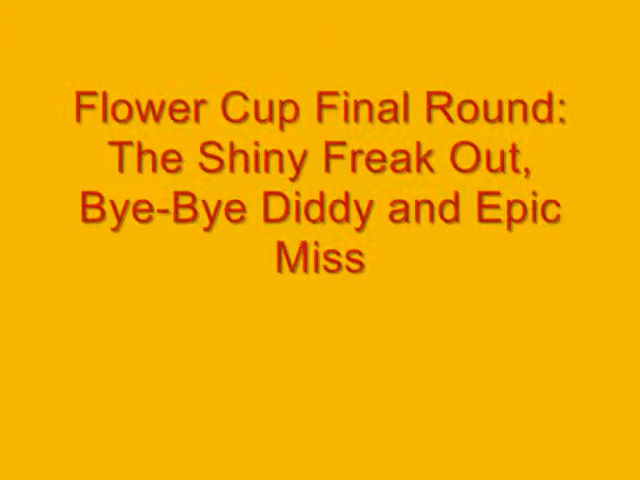 Flower Cup Final Round:
The Shiny Freak Out,
Bye-Bye Diddy and Epic
Miss